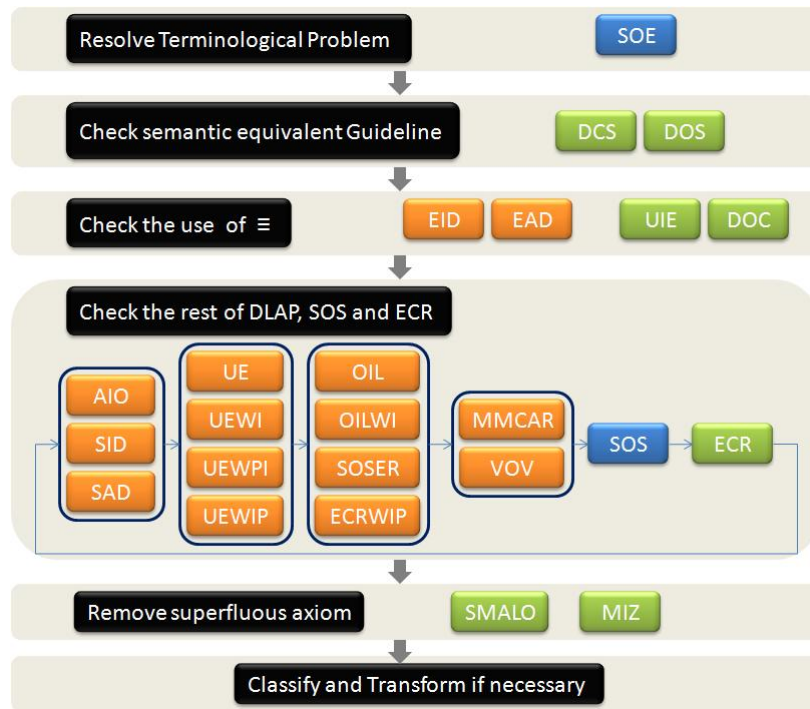 Resolve Terminological Problem SOE
Check semantic equivalent Guideline DCS DOS
Check the use of ≡ EID EAD UIE DOC
Check the rest of DLAP, SOS and ECR
AIO
SID
SAD
UE
UEWI
UEWPI
UEWIP
OIL
OILWI
SOSER
ECRWIP
MMCAR
VOV
SOS
ECR
Remove superfluous axiom SMALO MIZ
Classify and Transform if necessary